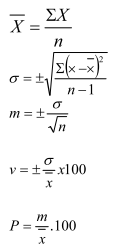 X̅ = ΣX / n
σ = ±√(Σ(x − x̅)² / n − 1)
m = ± σ / √n
v = ± σ / x̅ x100
P = m / x̅ .100